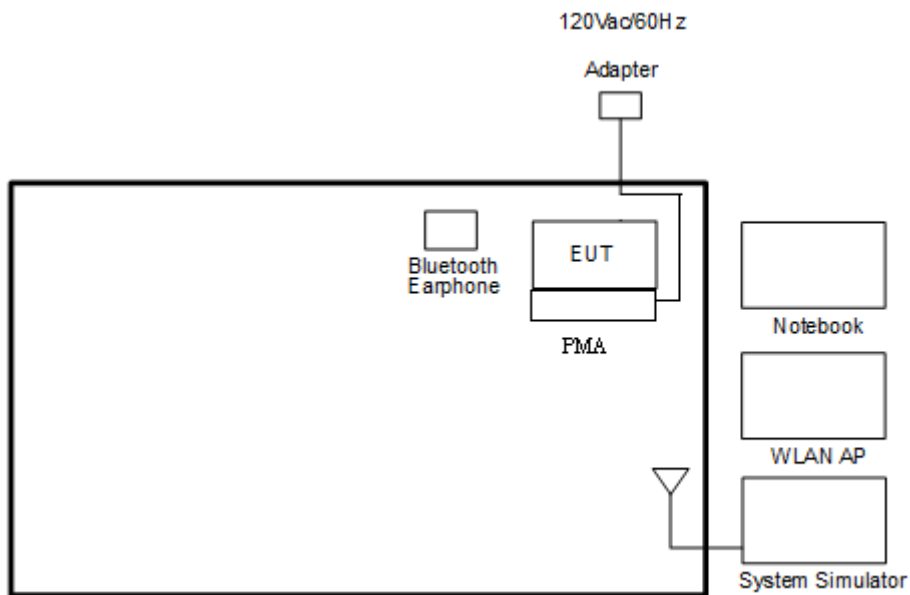 120Vac/60Hz
Adapter
EUT
Bluetooth
Earphone
PMA
Notebook
WLAN AP
System Simulator